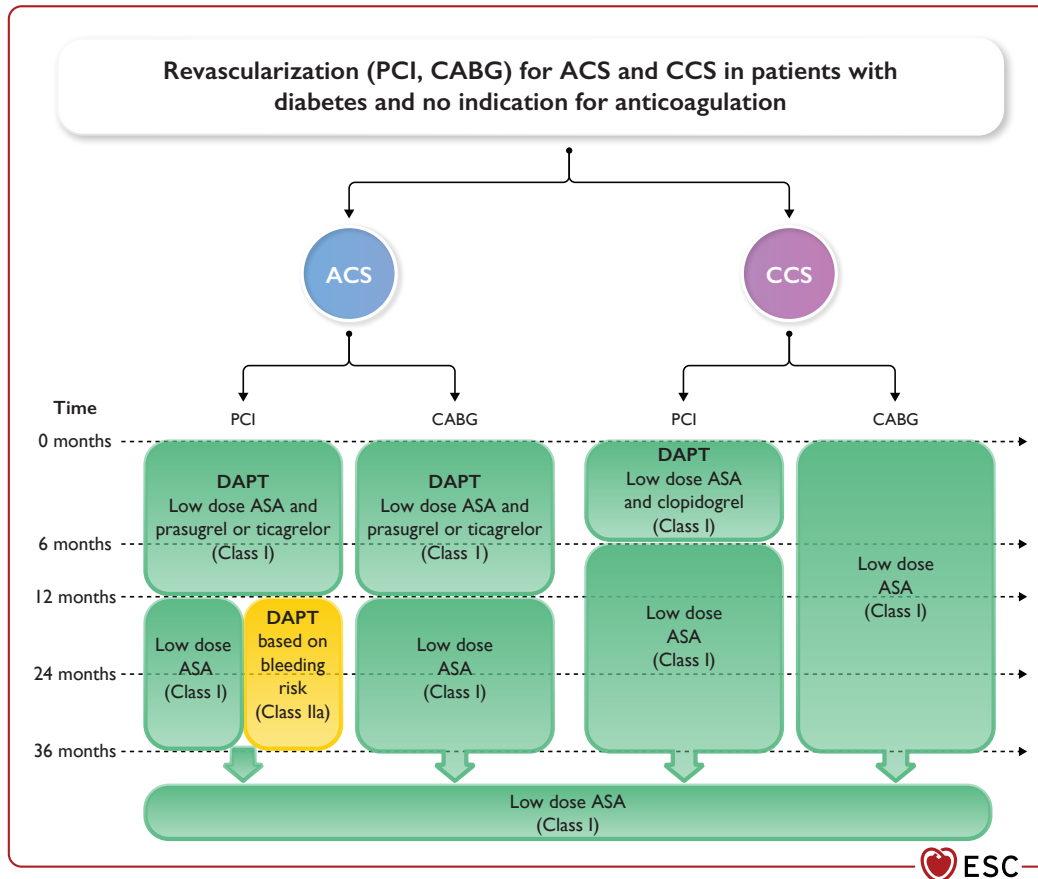 Revascularization (PCI, CABG) for ACS and CCS in patients with
diabetes and no indication for anticoagulation
ACS
CCS
Time
PCI
CABG
PCI
CABG
0 months
DAPT
Low dose ASA and
prasugrel or ticagrelor
(Class I)
DAPT
Low dose ASA and
prasugrel or ticagrelor
(Class I)
DAPT
Low dose ASA
and clopidogrel
(Class I)
6 months
Low dose
ASA
(Class I)
12 months
Low dose
ASA
(Class I)
DAPT
based on
bleeding
risk
(Class IIa)
Low dose
ASA
(Class I)
Low dose
ASA
(Class I)
24 months
36 months
Low dose ASA
(Class I)
ESC